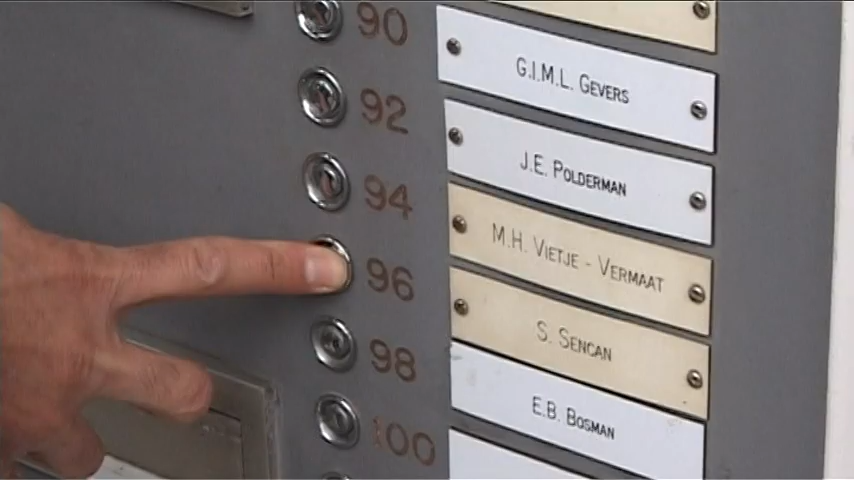 90
G.I.M.L. GEVERS
92
J.E. POLDERMAN
94
M.H. VIETJE - VERMAAT
96
S. SENCAN
98
E.B. BOSMAN
100